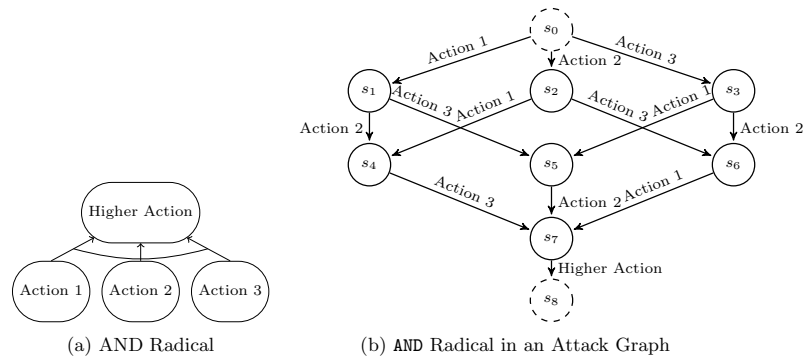 s0
Action 1
Action 2
Action 3
s1
s2
s3
Action 3
Action 1
Action 3
Action 1
Action 2
Action 2
s4
s5
s6
Action 3
Action 2
Action 1
s7
Higher Action
s8
Higher Action
Action 1
Action 2
Action 3
(a) AND Radical
(b) AND Radical in an Attack Graph